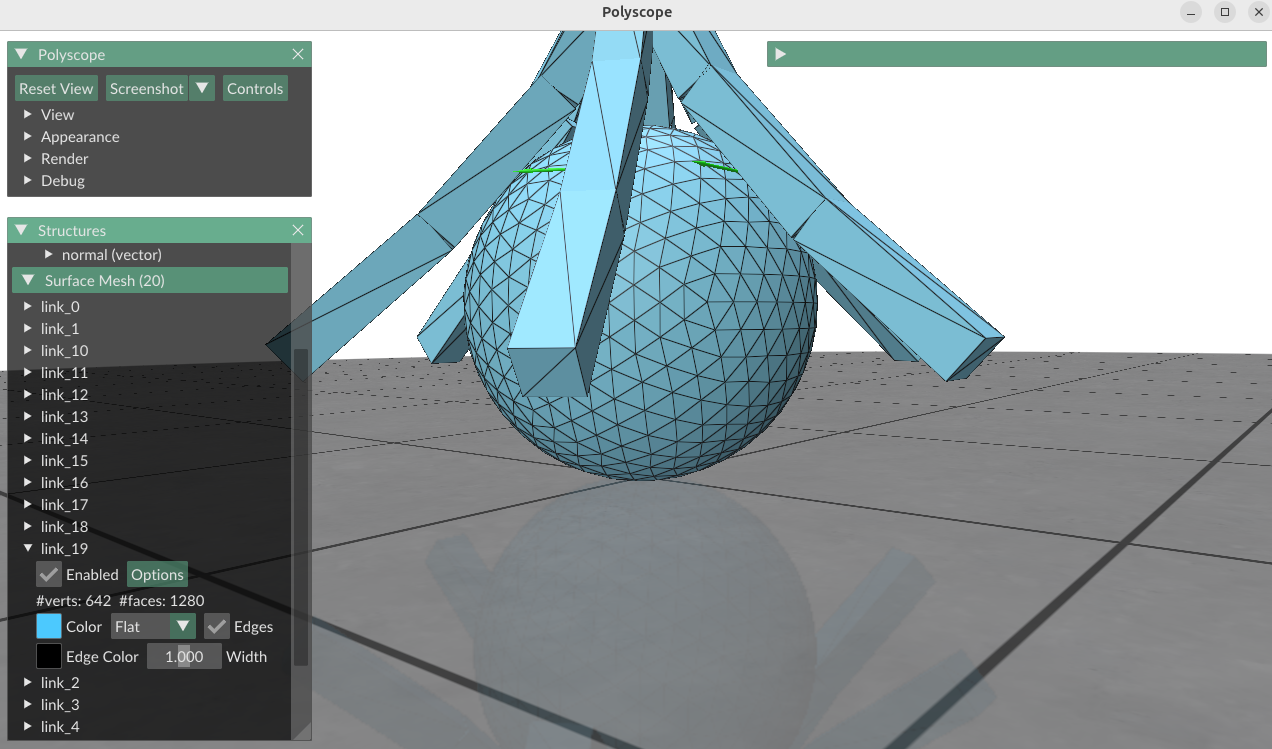 Polyscope
Polyscope
Reset View Screenshot Controls
View
Appearance
Render
Debug
Structures
normal (vector)
Surface Mesh (20)
link_0
link_1
link_10
link_11
link_12
link_13
link_14
link_15
link_16
link_17
link_18
link_19
Enabled Options
#verts: 642 #faces: 1280
Color Flat Edges
Edge Color 1.000 Width
link_2
link_3
link_4